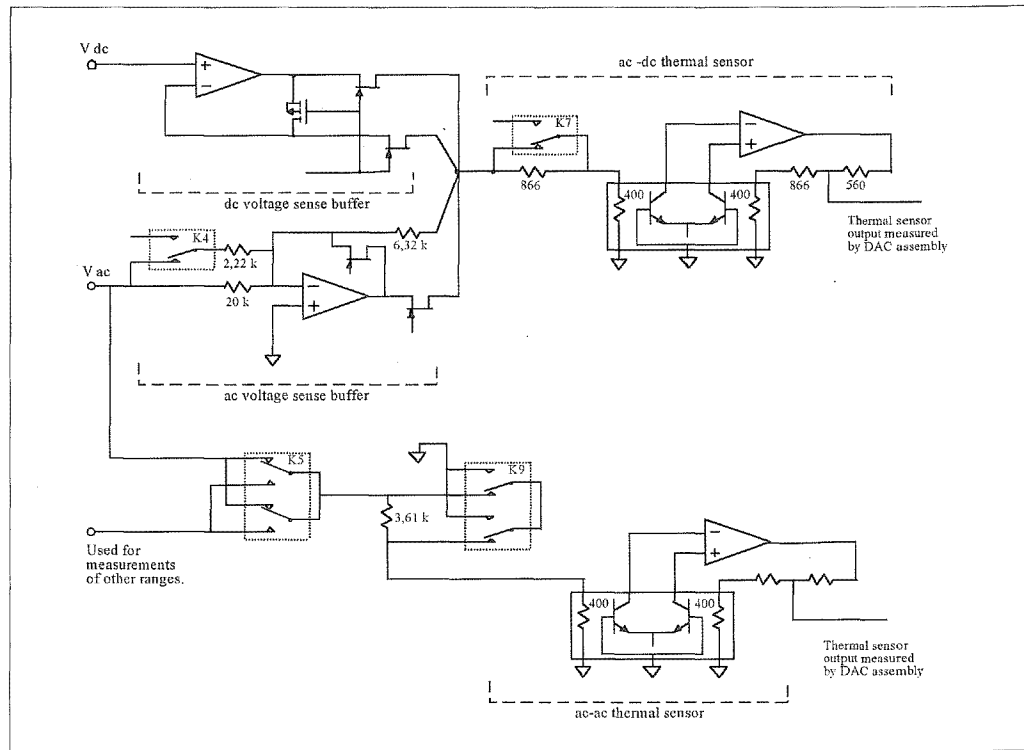 V dc
+
−
dc voltage sense buffer
ac -dc thermal sensor
K7
866
−
+
400
400
866
560
Thermal sensor
output measured
by DAC assembly
K4
2,22 k
6,32 k
V ac
20 k
−
+
ac voltage sense buffer
K5
K9
3,61 k
Used for
measurements
of other ranges.
−
+
400
400
Thermal sensor
output measured
by DAC assembly
ac-ac thermal sensor